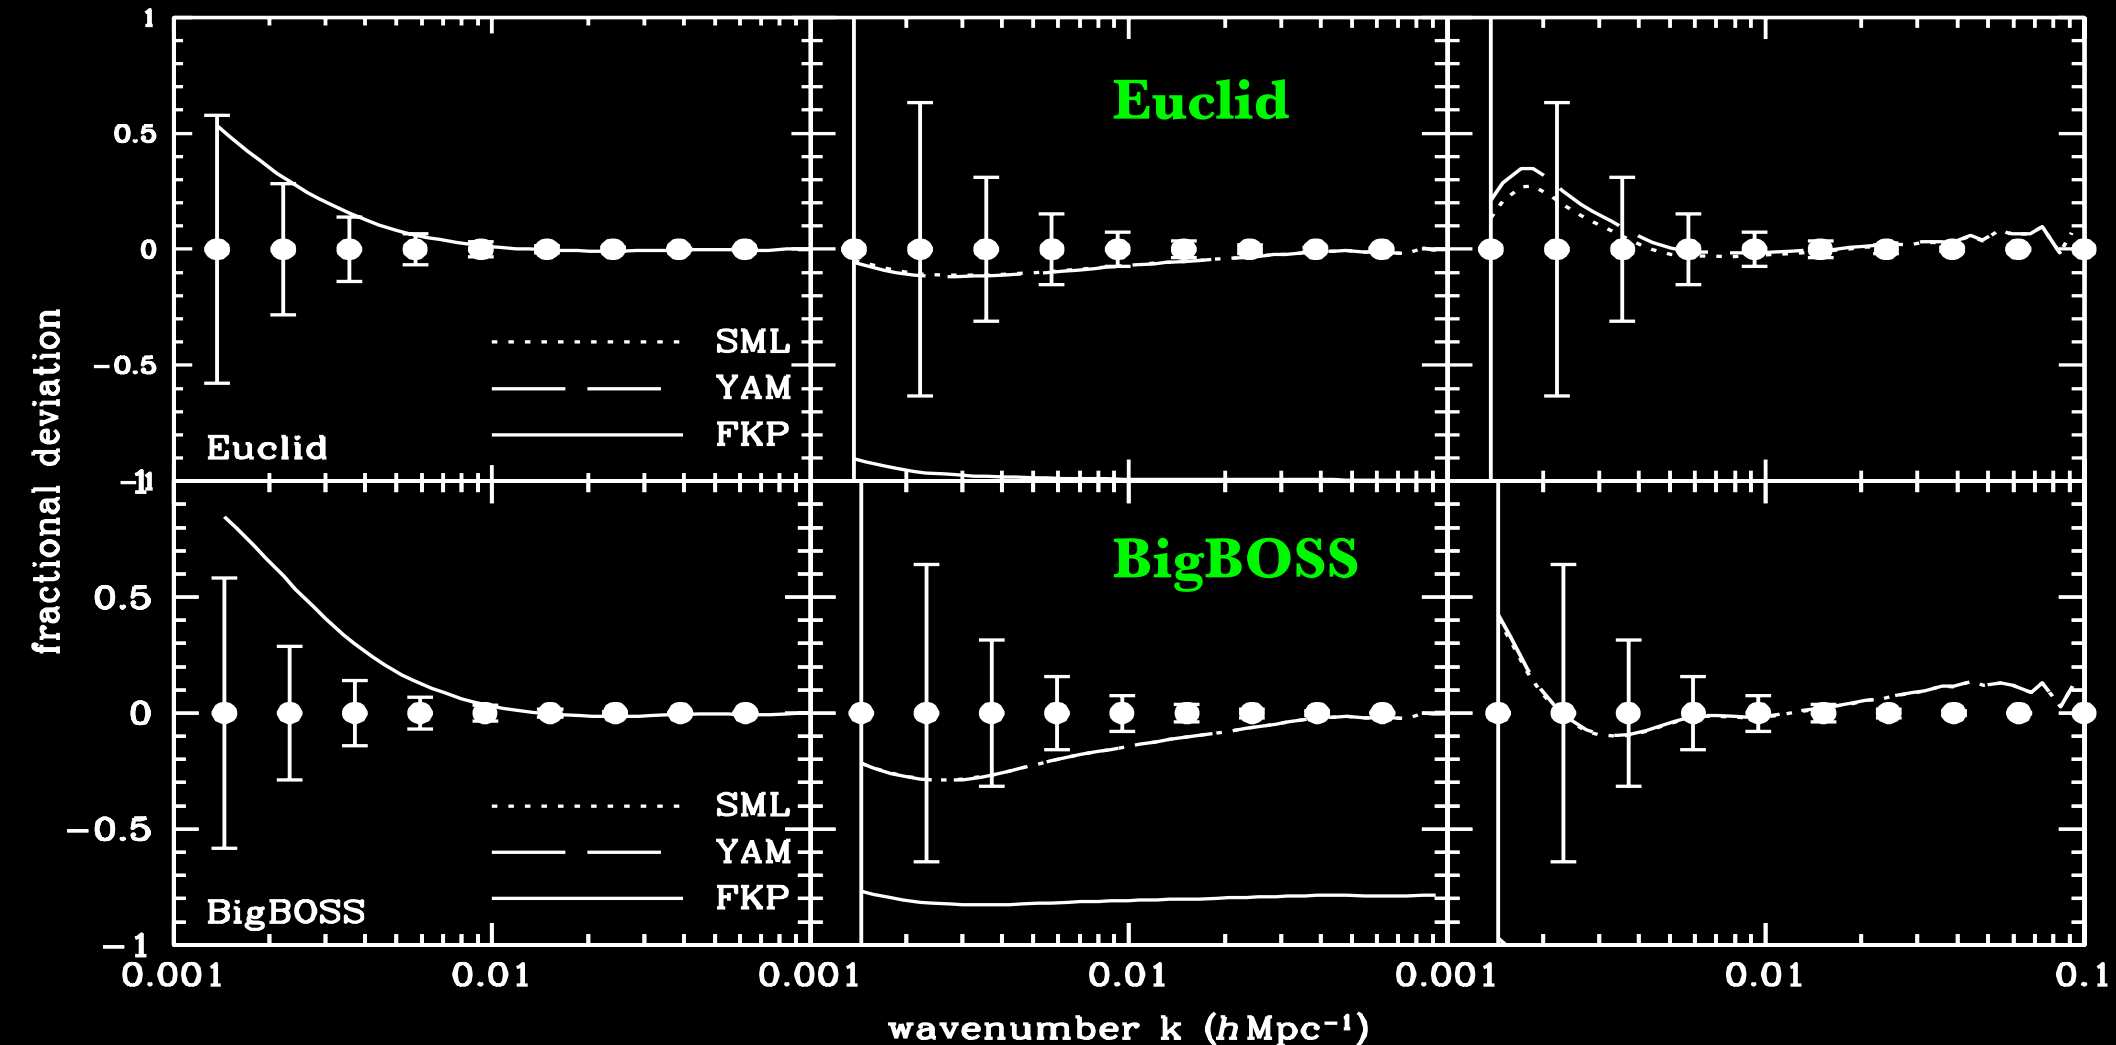 fractional deviation
1
0.5
0
-0.5
-1
Euclid
SML
YAM
FKP
Euclid
1
0.5
0
-0.5
-1
BigBOSS
SML
YAM
FKP
BigBOSS
0.001 0.01 0.001 0.01 0.001 0.01 0.1
wavenumber k (h Mpc⁻¹)